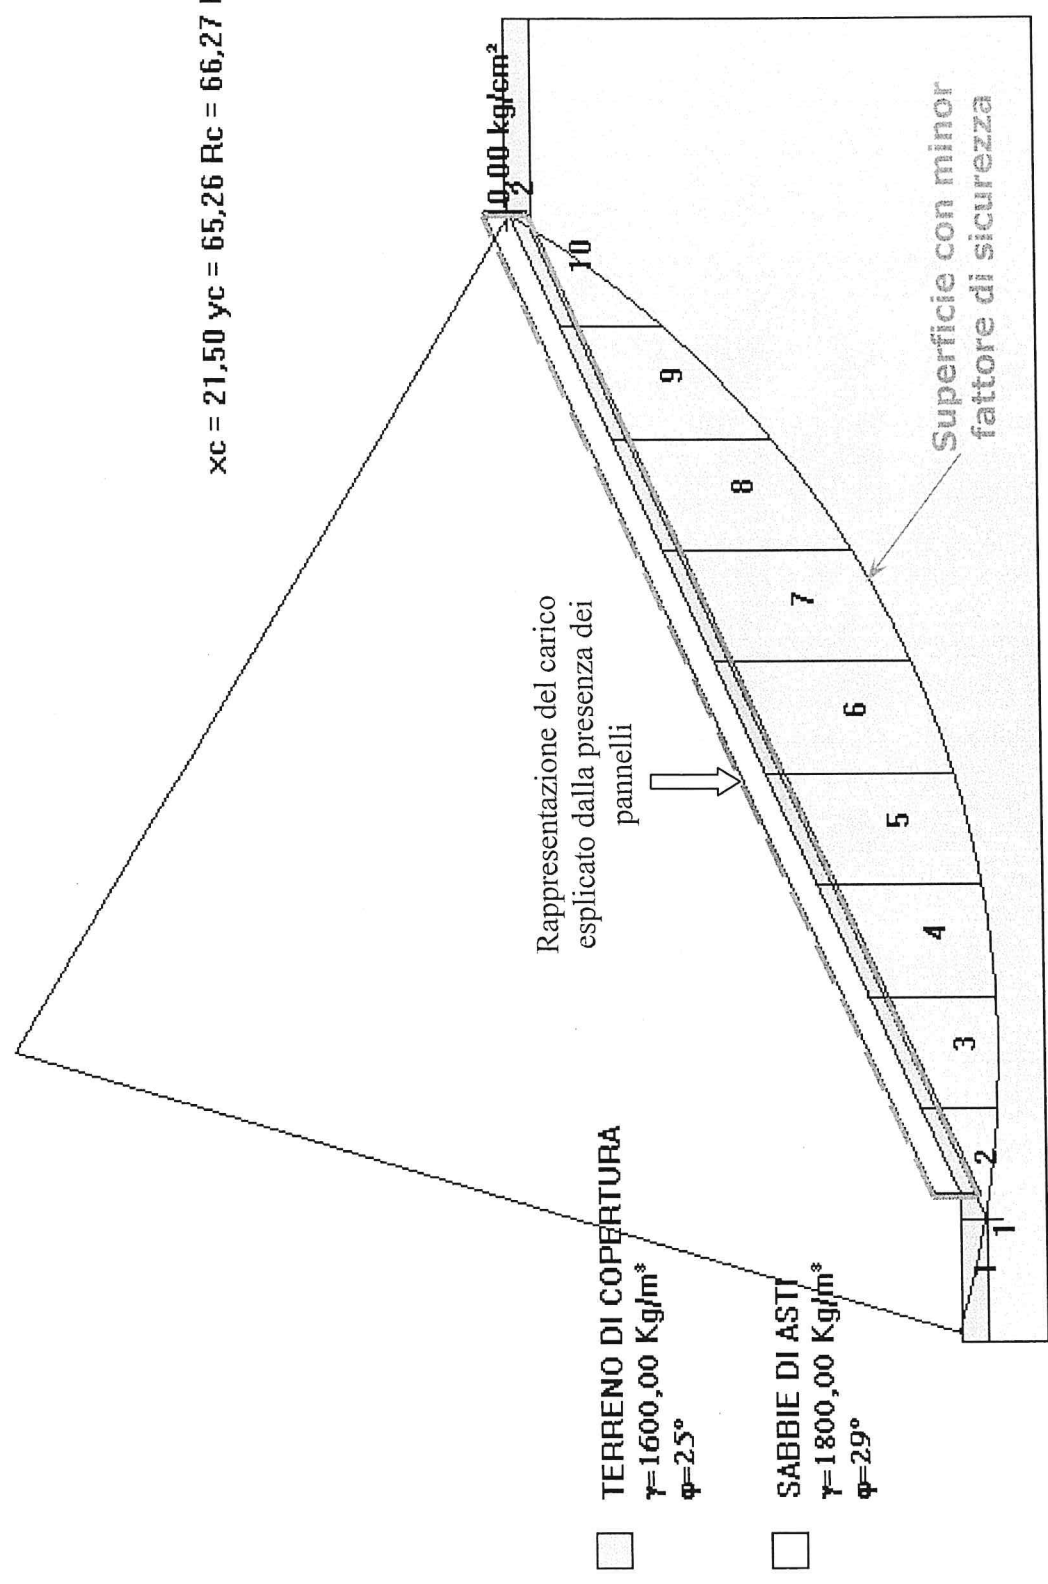 xc = 21,50 yc = 65,26 Rc = 66,27
0,00 kg/cm²
2
10
9
8
7
6
5
4
3
2
1
1
Rappresentazione del carico
esplicato dalla presenza dei
pannelli
Superficie con minor
fattore di sicurezza
TERRENO DI COPERTURA
γ=1600,00 Kg/m³
φ=25°
SABBIE DI ASTI
γ=1800,00 Kg/m³
φ=29°